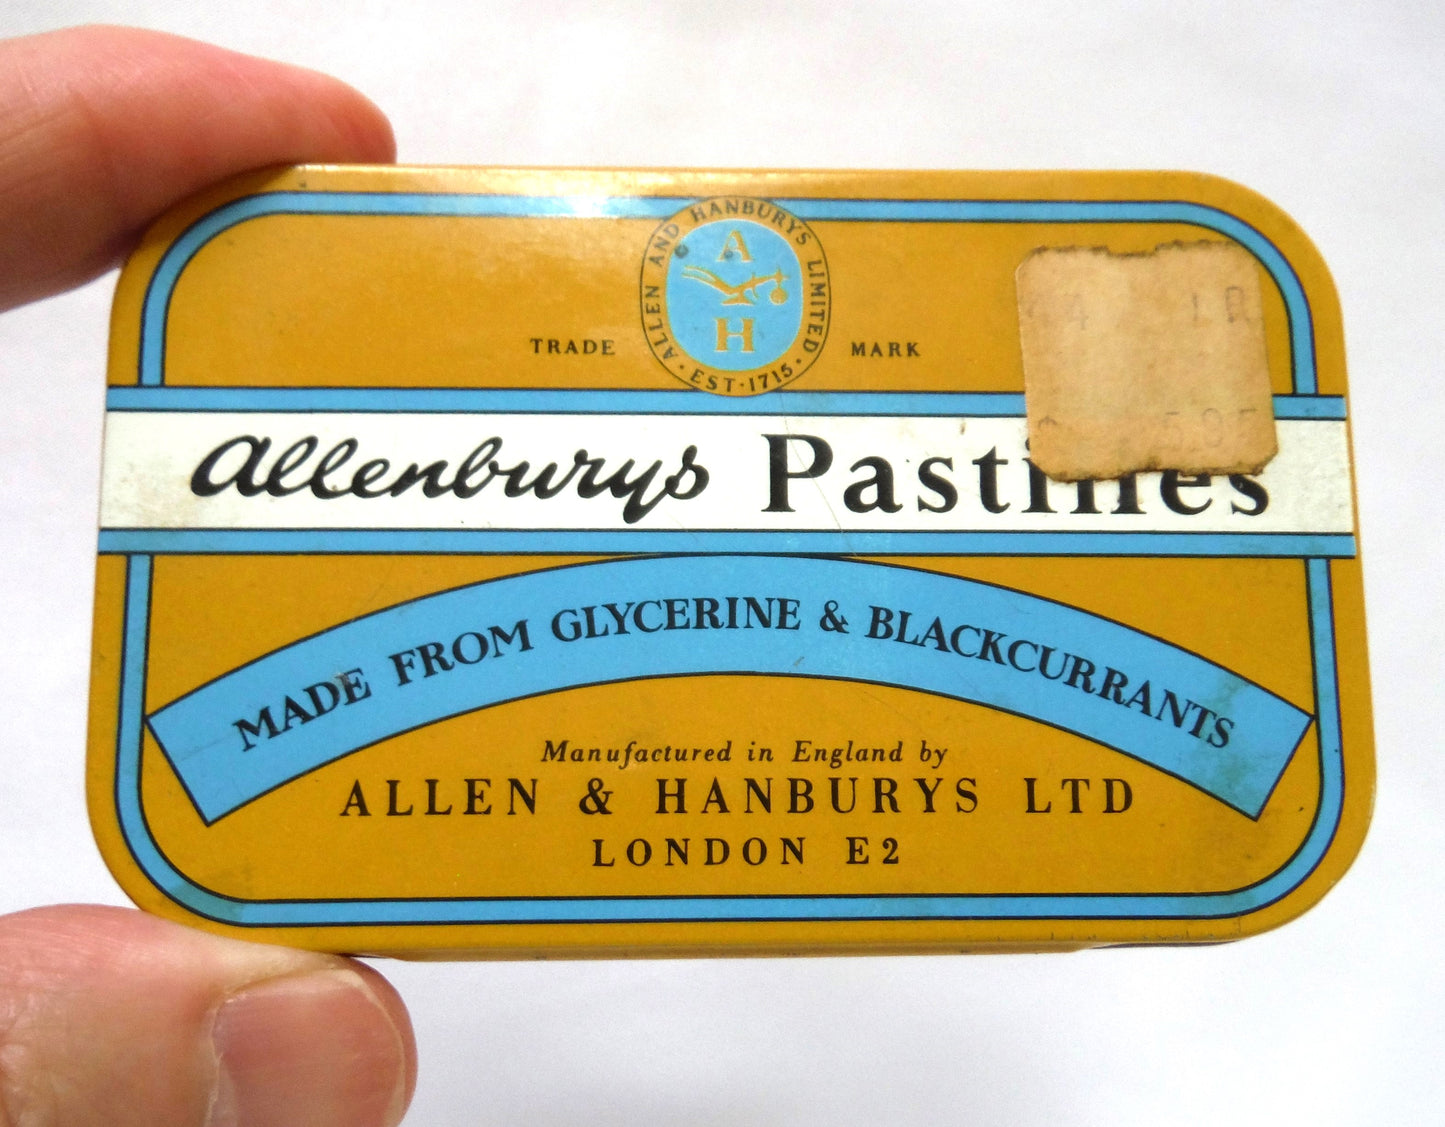 ALLEN AND HANBURYS LIMITED
A
H
· EST · 1715 ·
TRADE MARK
Allenburys Pastilles
MADE FROM GLYCERINE & BLACKCURRANTS
Manufactured in England by
ALLEN & HANBURYS LTD
LONDON E2